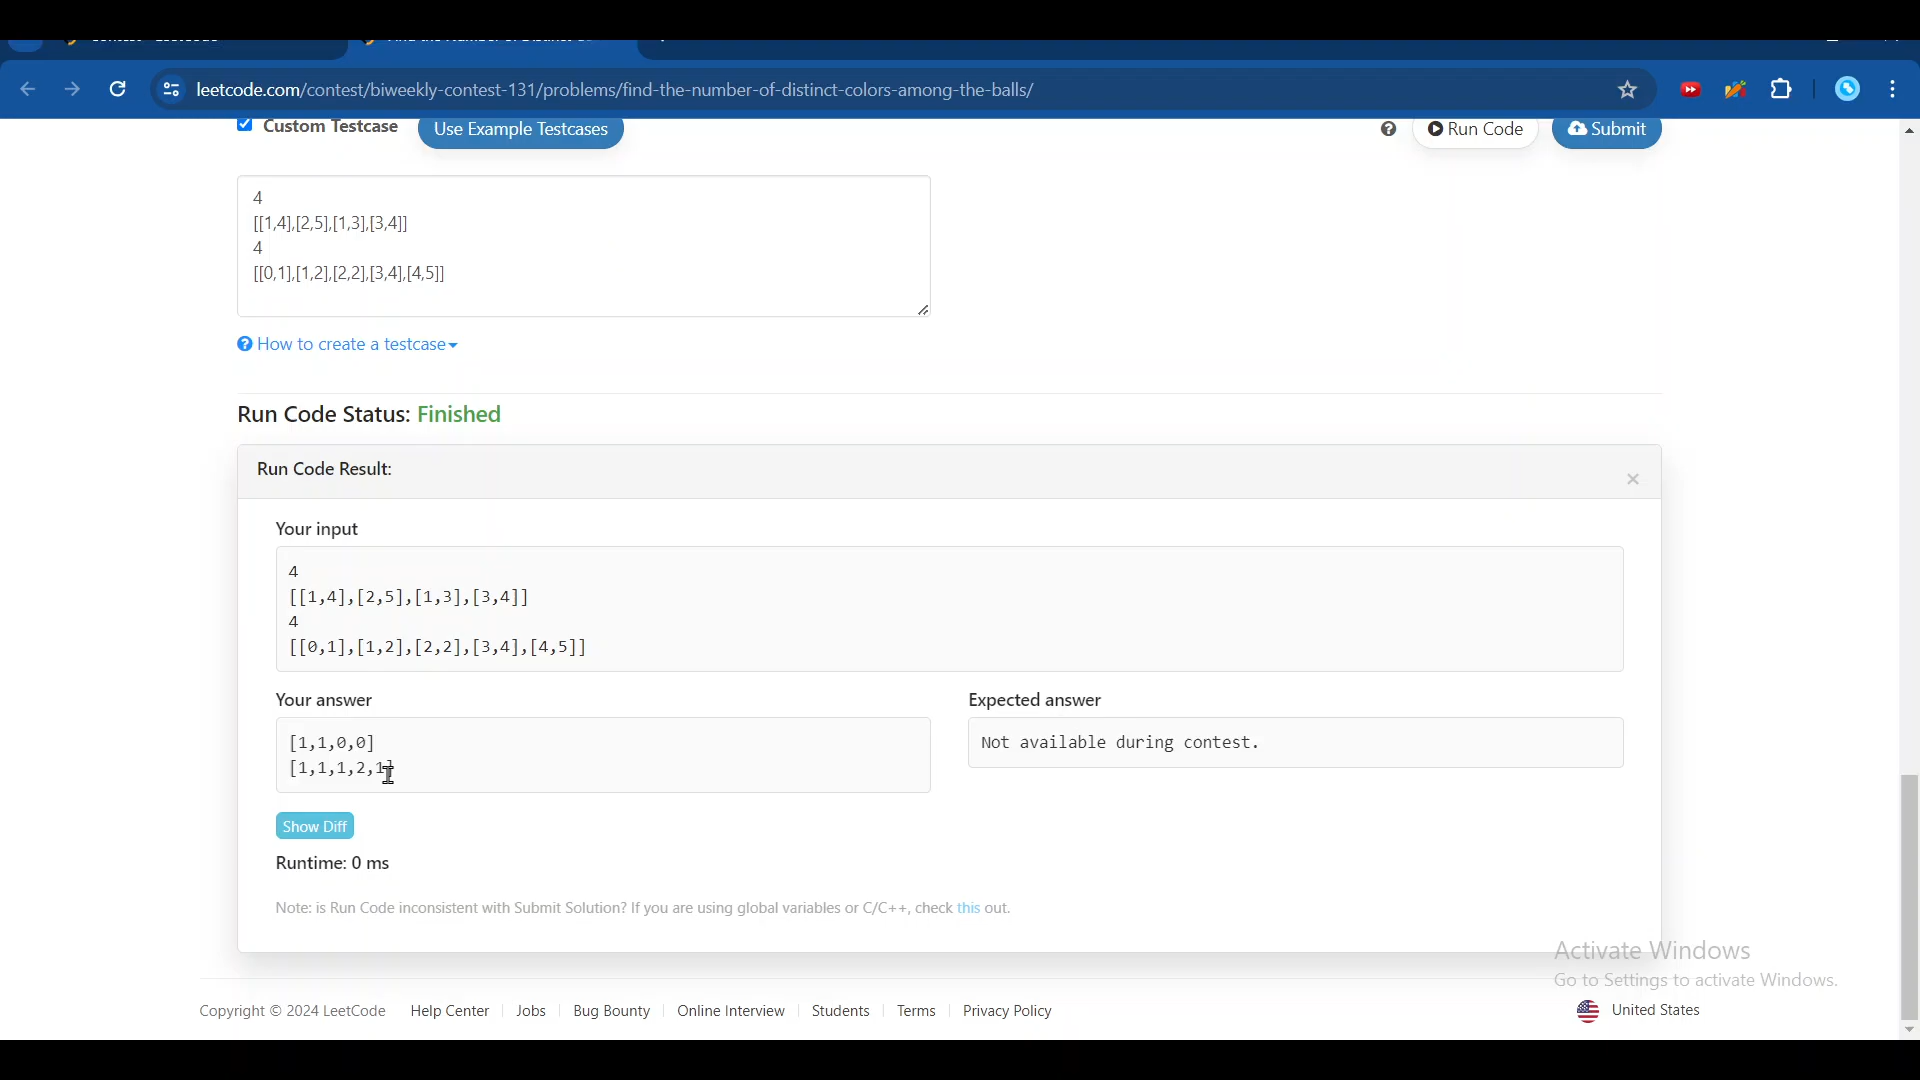 leetcode.com/contest/biweekly-contest-131/problems/find-the-number-of-distinct-colors-among-the-balls/
Custom Testcase
Use Example Testcases
Run Code
Submit
4
[[1,4],[2,5],[1,3],[3,4]]
4
[[0,1],[1,2],[2,2],[3,4],[4,5]]
How to create a testcase
Run Code Status: Finished
Run Code Result:
×
Your input
4
[[1,4],[2,5],[1,3],[3,4]]
4
[[0,1],[1,2],[2,2],[3,4],[4,5]]
Your answer
Expected answer
[1,1,0,0]
[1,1,1,2,1]
Not available during contest.
Show Diff
Runtime: 0 ms
Note: is Run Code inconsistent with Submit Solution? If you are using global variables or C/C++, check this out.
Activate Windows
Go to Settings to activate Windows.
Copyright © 2024 LeetCode
Help Center
Jobs
Bug Bounty
Online Interview
Students
Terms
Privacy Policy
United States